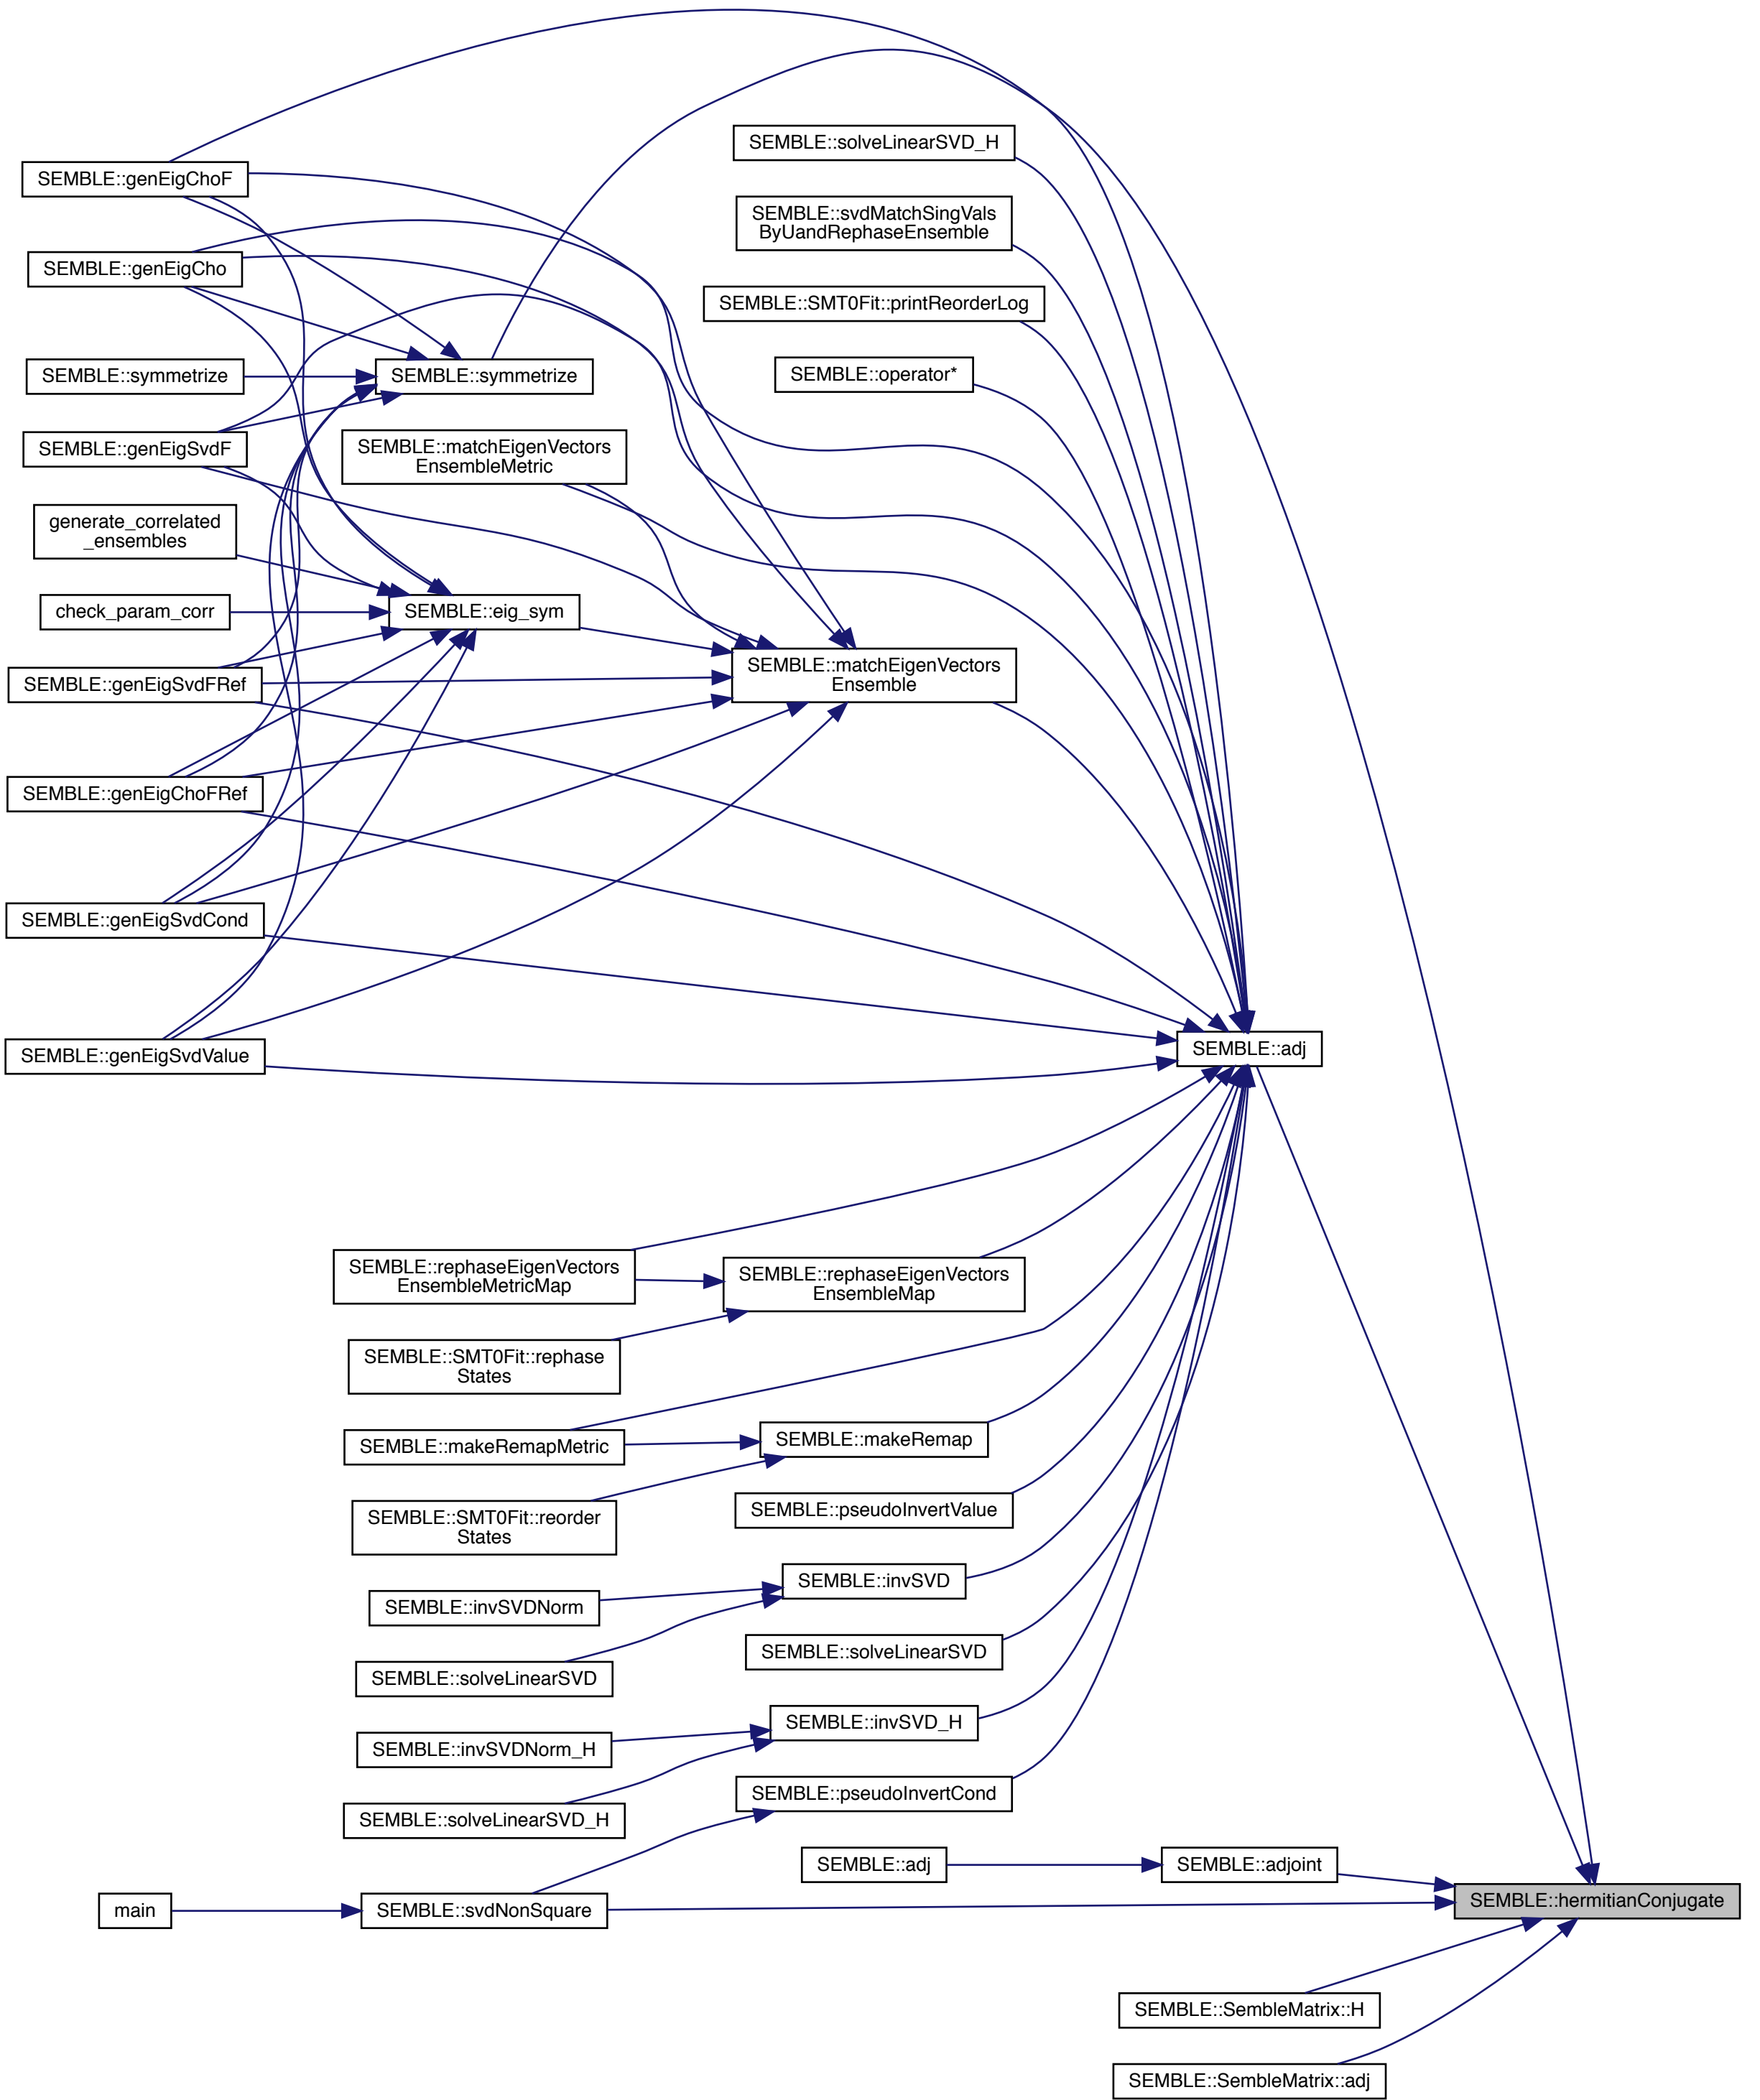 SEMBLE::solveLinearSVD_H
SEMBLE::genEigChoF
SEMBLE::svdMatchSingVals
ByUandRephaseEnsemble
SEMBLE::genEigCho
SEMBLE::SMT0Fit::printReorderLog
SEMBLE::symmetrize
SEMBLE::symmetrize
SEMBLE::operator*
SEMBLE::genEigSvdF
SEMBLE::matchEigenVectors
EnsembleMetric
generate_correlated
_ensembles
check_param_corr
SEMBLE::eig_sym
SEMBLE::genEigSvdFRef
SEMBLE::matchEigenVectors
Ensemble
SEMBLE::genEigChoFRef
SEMBLE::genEigSvdCond
SEMBLE::genEigSvdValue
SEMBLE::adj
SEMBLE::rephaseEigenVectors
EnsembleMetricMap
SEMBLE::rephaseEigenVectors
EnsembleMap
SEMBLE::SMT0Fit::rephase
States
SEMBLE::makeRemapMetric
SEMBLE::makeRemap
SEMBLE::SMT0Fit::reorder
States
SEMBLE::pseudoInvertValue
SEMBLE::invSVD
SEMBLE::invSVDNorm
SEMBLE::solveLinearSVD
SEMBLE::solveLinearSVD
SEMBLE::invSVD_H
SEMBLE::invSVDNorm_H
SEMBLE::pseudoInvertCond
SEMBLE::solveLinearSVD_H
SEMBLE::adj
SEMBLE::adjoint
main
SEMBLE::svdNonSquare
SEMBLE::hermitianConjugate
SEMBLE::SembleMatrix::H
SEMBLE::SembleMatrix::adj